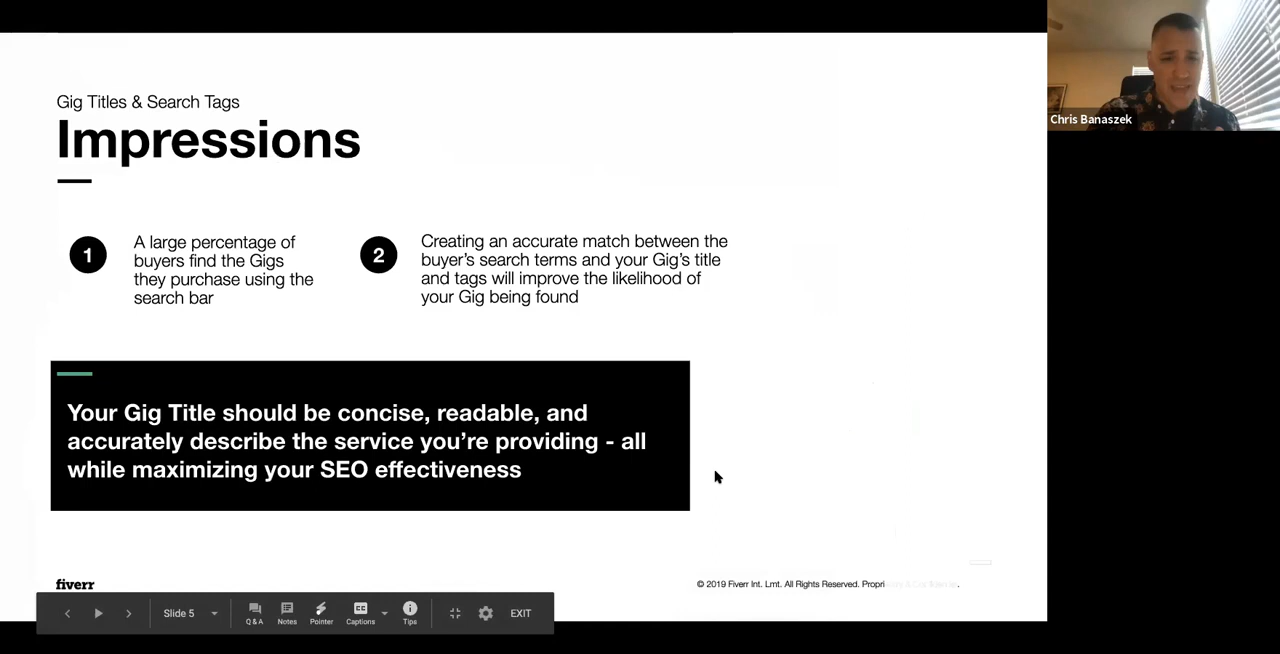 Gig Titles & Search Tags
Impressions
1
A large percentage of
buyers find the Gigs
they purchase using the
search bar
2
Creating an accurate match between the
buyer's search terms and your Gig's title
and tags will improve the likelihood of
your Gig being found
Your Gig Title should be concise, readable, and
accurately describe the service you're providing - all
while maximizing your SEO effectiveness
fiverr
© 2019 Fiverr Int. Lmt. All Rights Reserved.
Slide 5
Q & A
Notes
Pointer
CC
Captions
Tips
EXIT
Chris Banaszek